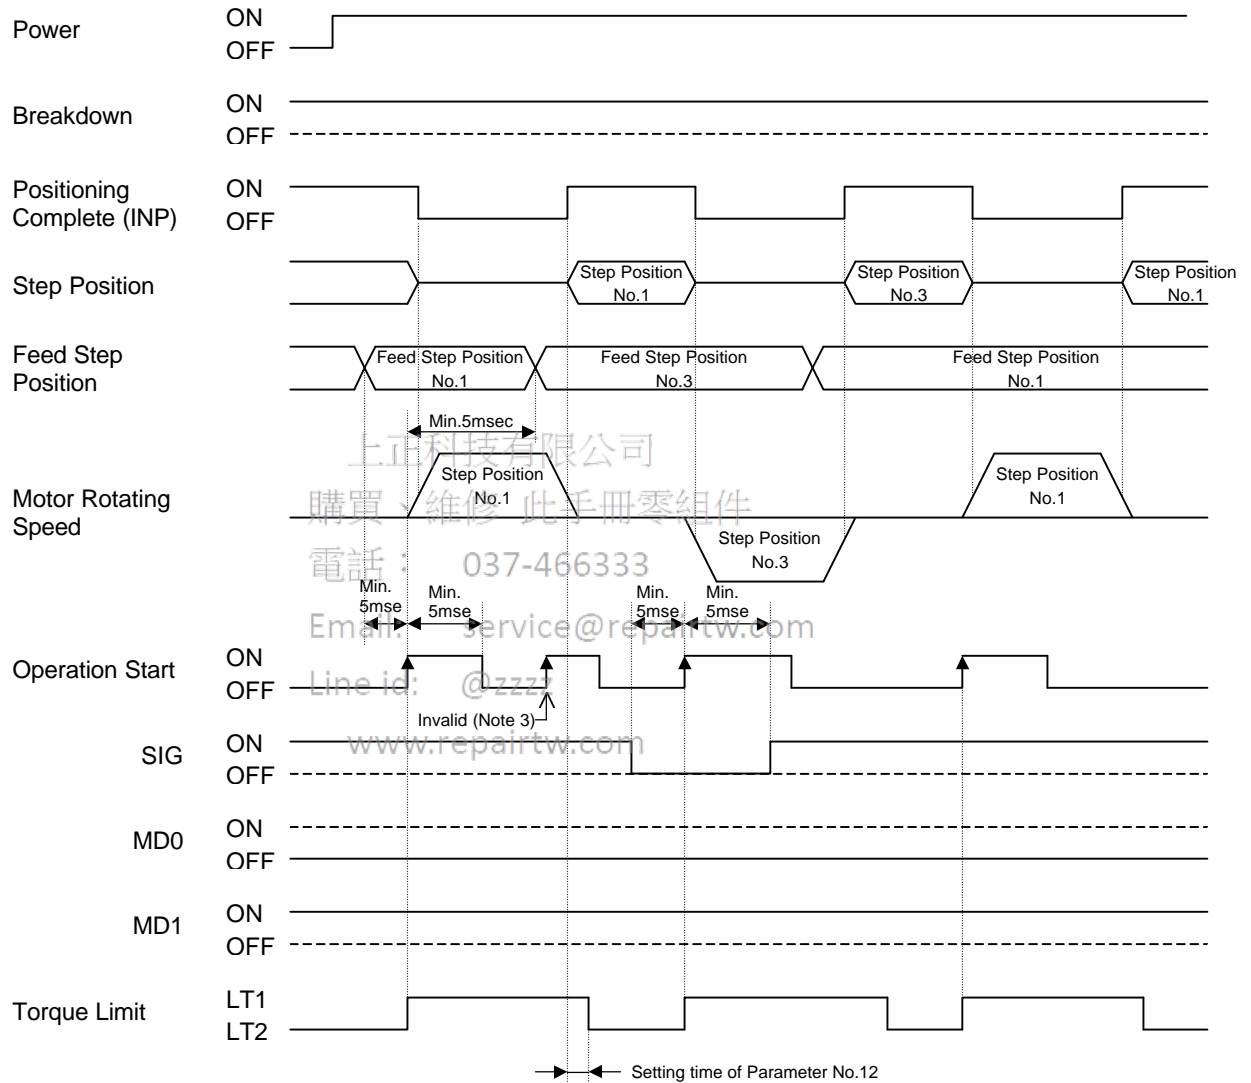 Power
ON
OFF
Breakdown
ON
OFF
Positioning
Complete (INP)
ON
OFF
Step Position
Step Position
No.1
Step Position
No.3
Step Position
No.1
Feed Step
Position
Feed Step Position
No.1
Feed Step Position
No.3
Feed Step Position
No.1
Min.5msec
上正科技有限公司
Motor Rotating
Speed
Step Position
No.1
Step Position
No.3
Step Position
No.1
購買、維修 此手冊零組件
電話: 037-466333
Min.
5mse
Min.
5mse
Min.
5mse
Min.
5mse
Email: service@repairtw.com
Operation Start
ON
OFF
Line id: @zzzz
Invalid (Note 3)
www.repairtw.com
SIG
ON
OFF
MD0
ON
OFF
MD1
ON
OFF
Torque Limit
LT1
LT2
Setting time of Parameter No.12